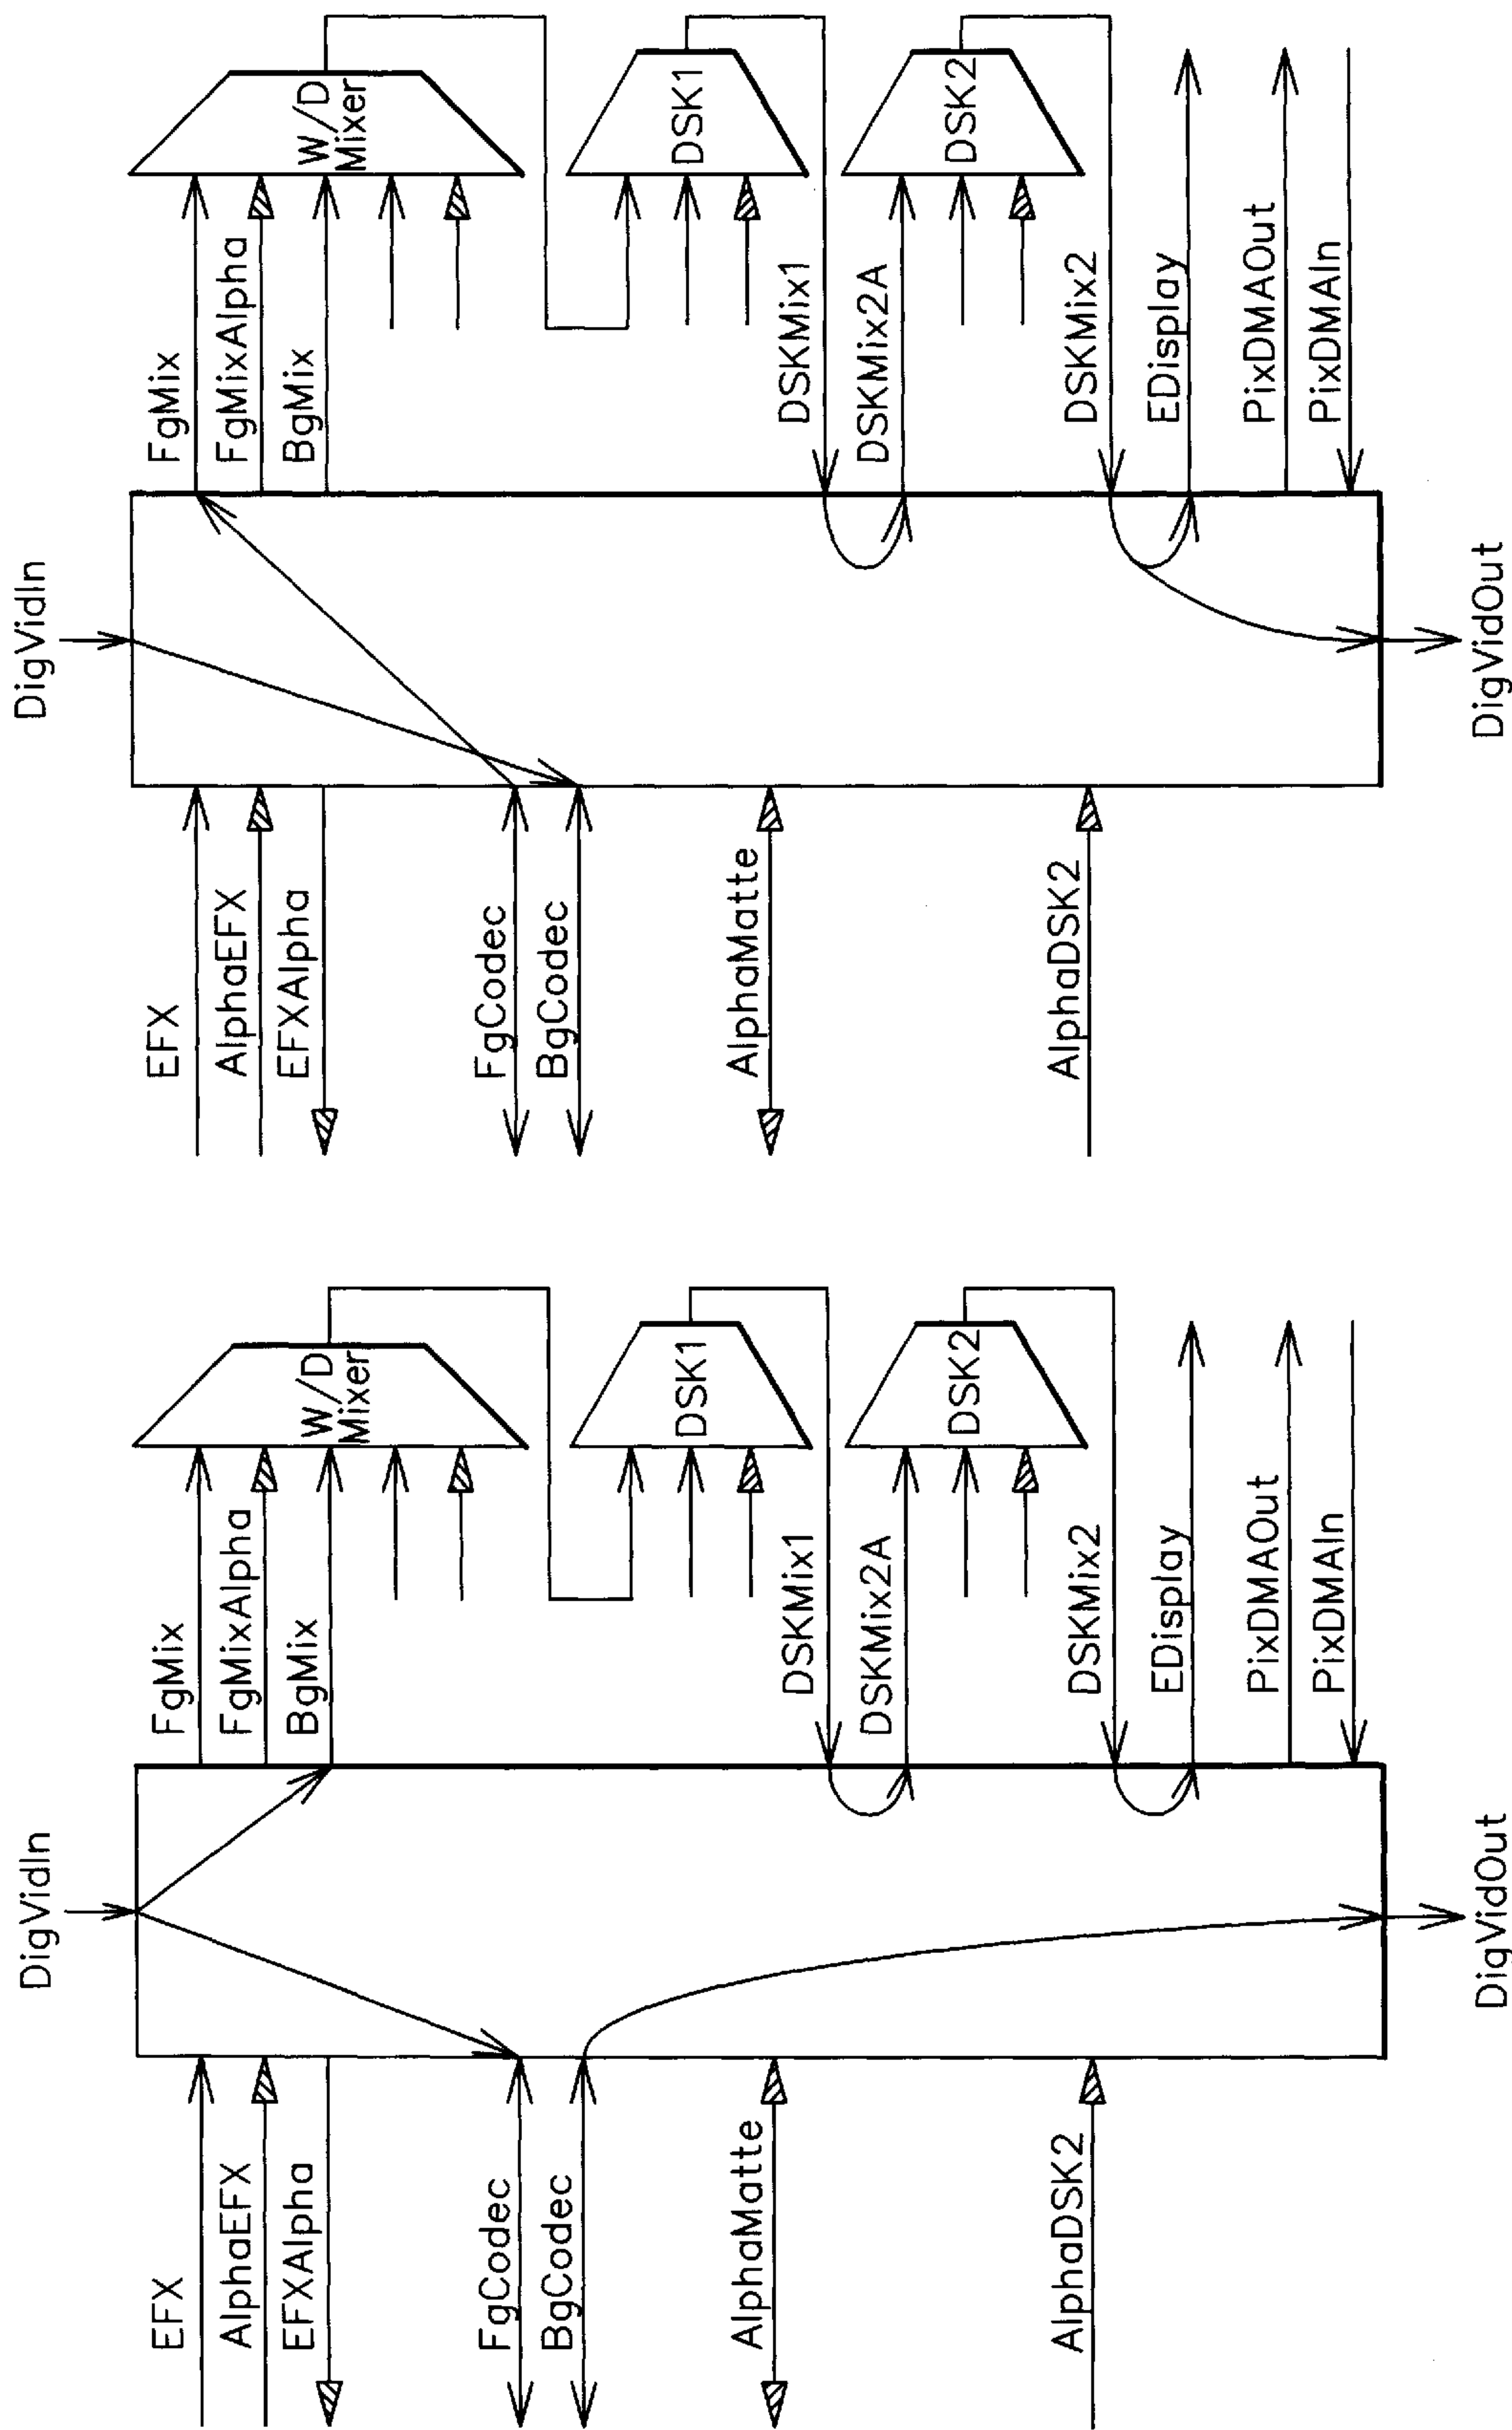 DigVidIn
EFX
AlphaEFX
EFXAlpha
FgCodec
BgCodec
AlphaMatte
AlphaDSK2
FgMix
FgMixAlpha
BgMix
W/D
Mixer
DSK1
DSKMix1
DSKMix2A
DSK2
DSKMix2
EDisplay
PixDMAOut
PixDMAIn
DigVidOut
DigVidIn
EFX
AlphaEFX
EFXAlpha
FgCodec
BgCodec
AlphaMatte
AlphaDSK2
FgMix
FgMixAlpha
BgMix
W/D
Mixer
DSK1
DSKMix1
DSKMix2A
DSK2
DSKMix2
EDisplay
PixDMAOut
PixDMAIn
DigVidOut